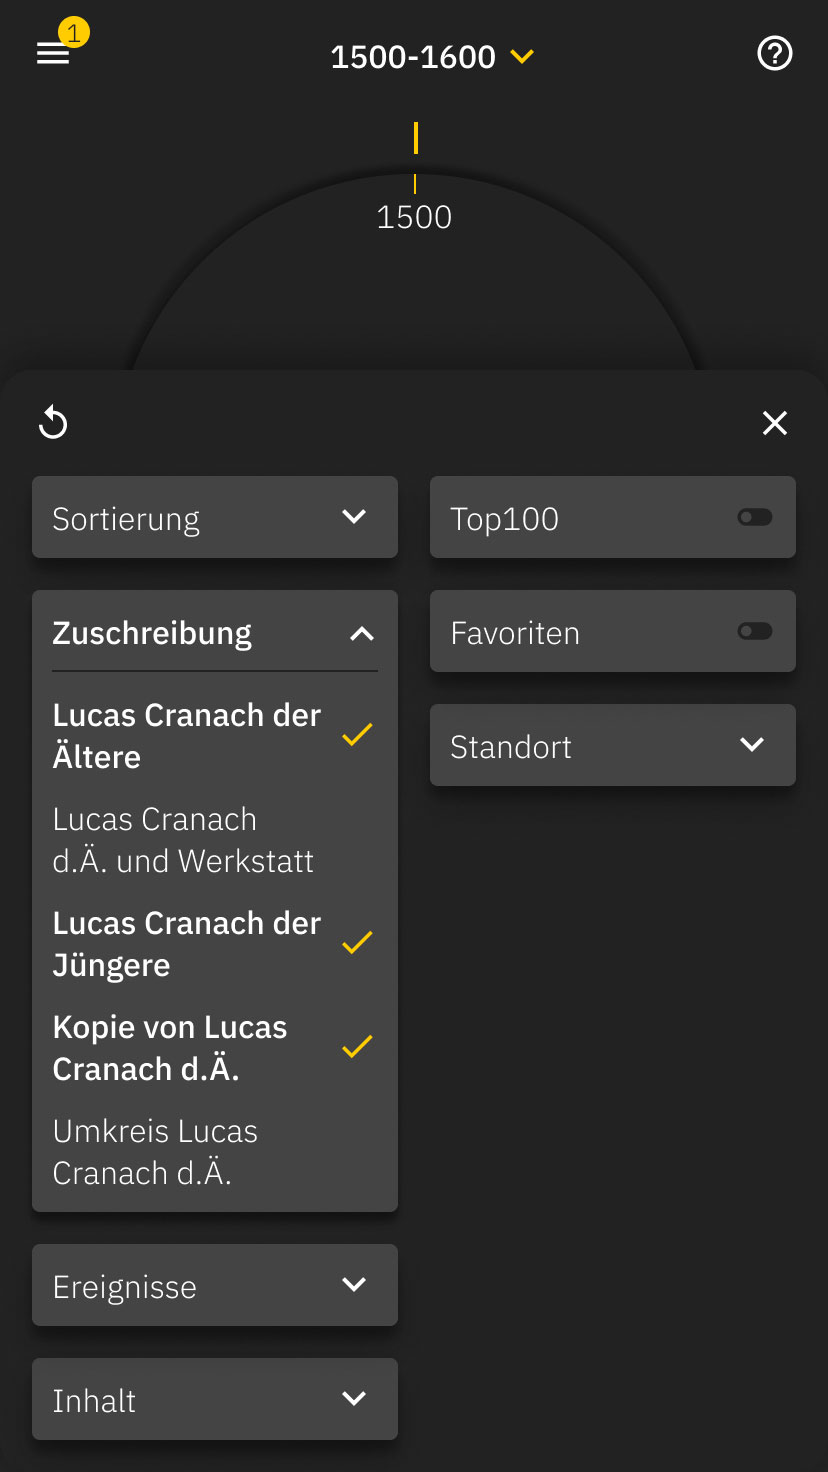 1
1500-1600
1500
Sortierung
Top100
Zuschreibung
Favoriten
Lucas Cranach der
Ältere
Standort
Lucas Cranach
d.Ä. und Werkstatt
Lucas Cranach der
Jüngere
Kopie von Lucas
Cranach d.Ä.
Umkreis Lucas
Cranach d.Ä.
Ereignisse
Inhalt